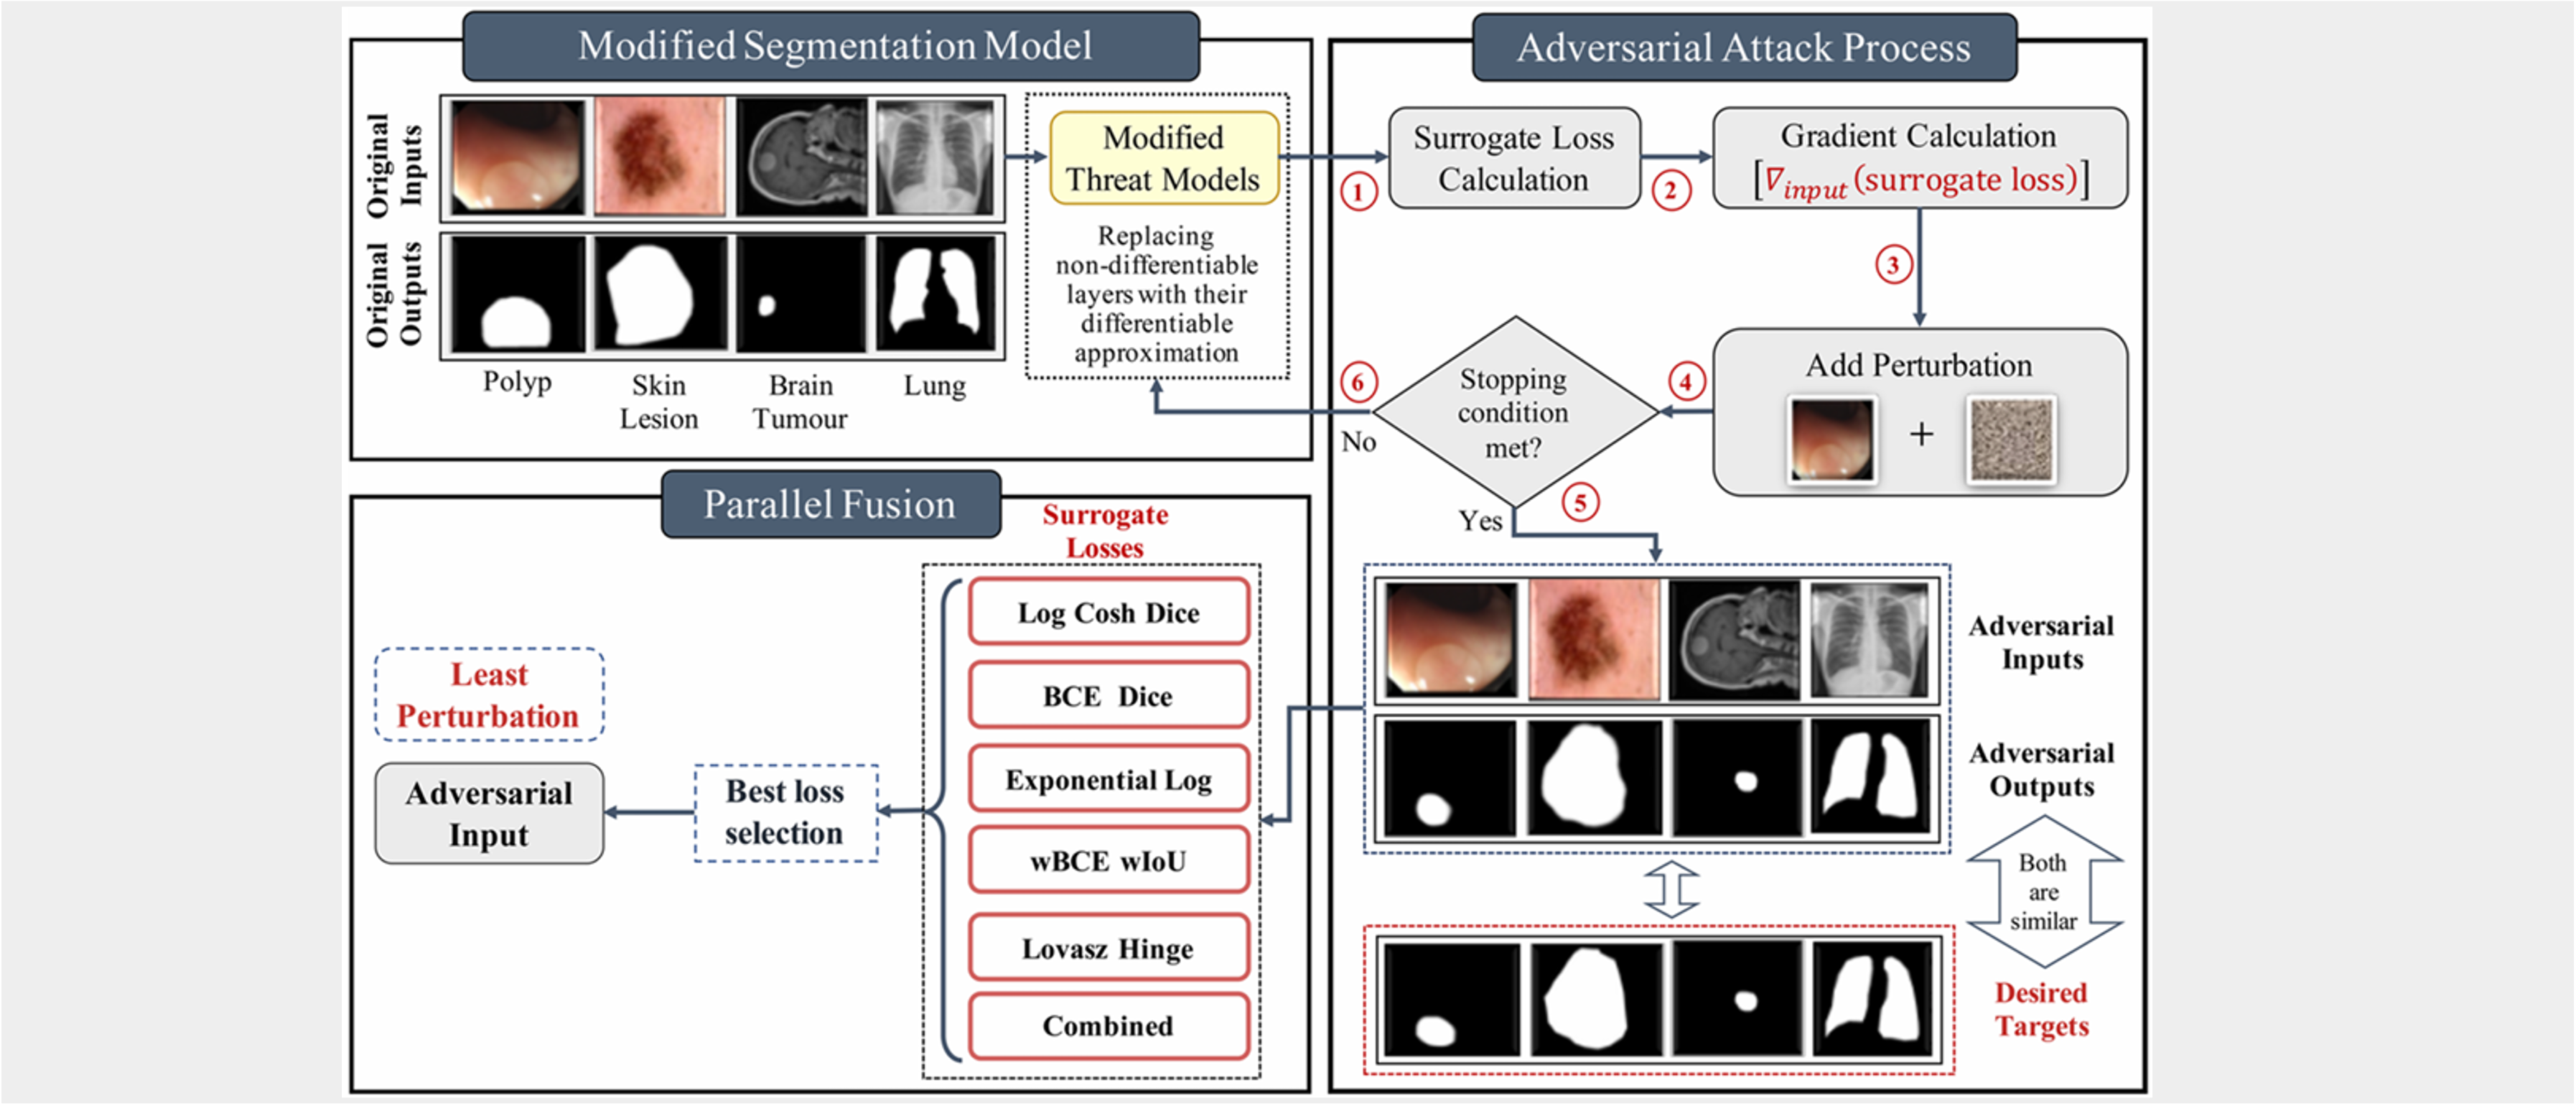 Modified Segmentation Model
Original
Inputs
Original
Outputs
Polyp
Skin
Lesion
Brain
Tumour
Lung
Modified
Threat Models
Replacing
non-differentiable
layers with their
differentiable
approximation
Adversarial Attack Process
1
Surrogate Loss
Calculation
2
Gradient Calculation
[∇input(surrogate loss)]
3
Add Perturbation
+
4
Stopping
condition
met?
6
No
5
Yes
Adversarial
Inputs
Adversarial
Outputs
Both
are
similar
Desired
Targets
Parallel Fusion
Surrogate
Losses
Log Cosh Dice
BCE Dice
Exponential Log
wBCE wIoU
Lovasz Hinge
Combined
Best loss
selection
Least
Perturbation
Adversarial
Input